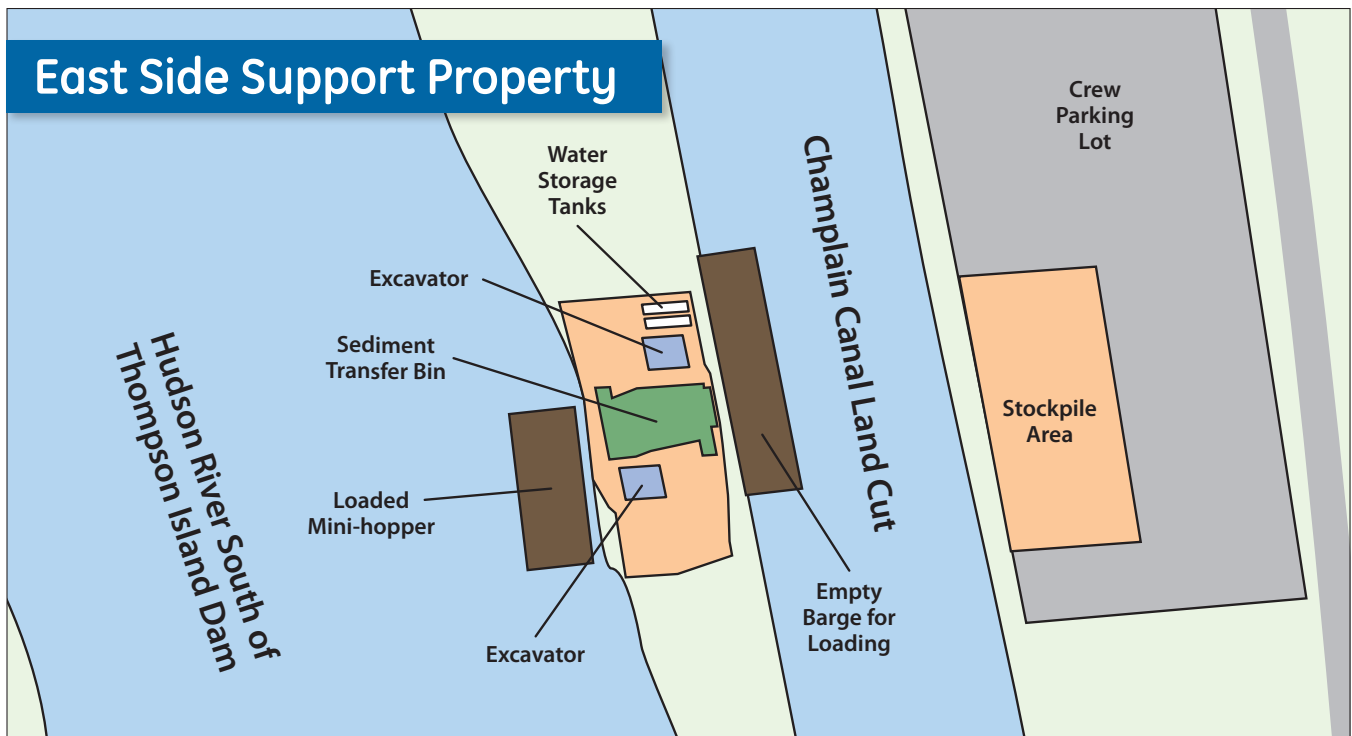 East Side Support Property
Crew
Parking
Lot
Water
Storage
Tanks
Champlain Canal Land Cut
Excavator
Sediment
Transfer Bin
Hudson River South of
Thompson Island Dam
Stockpile
Area
Loaded
Mini-hopper
Empty
Barge for
Loading
Excavator